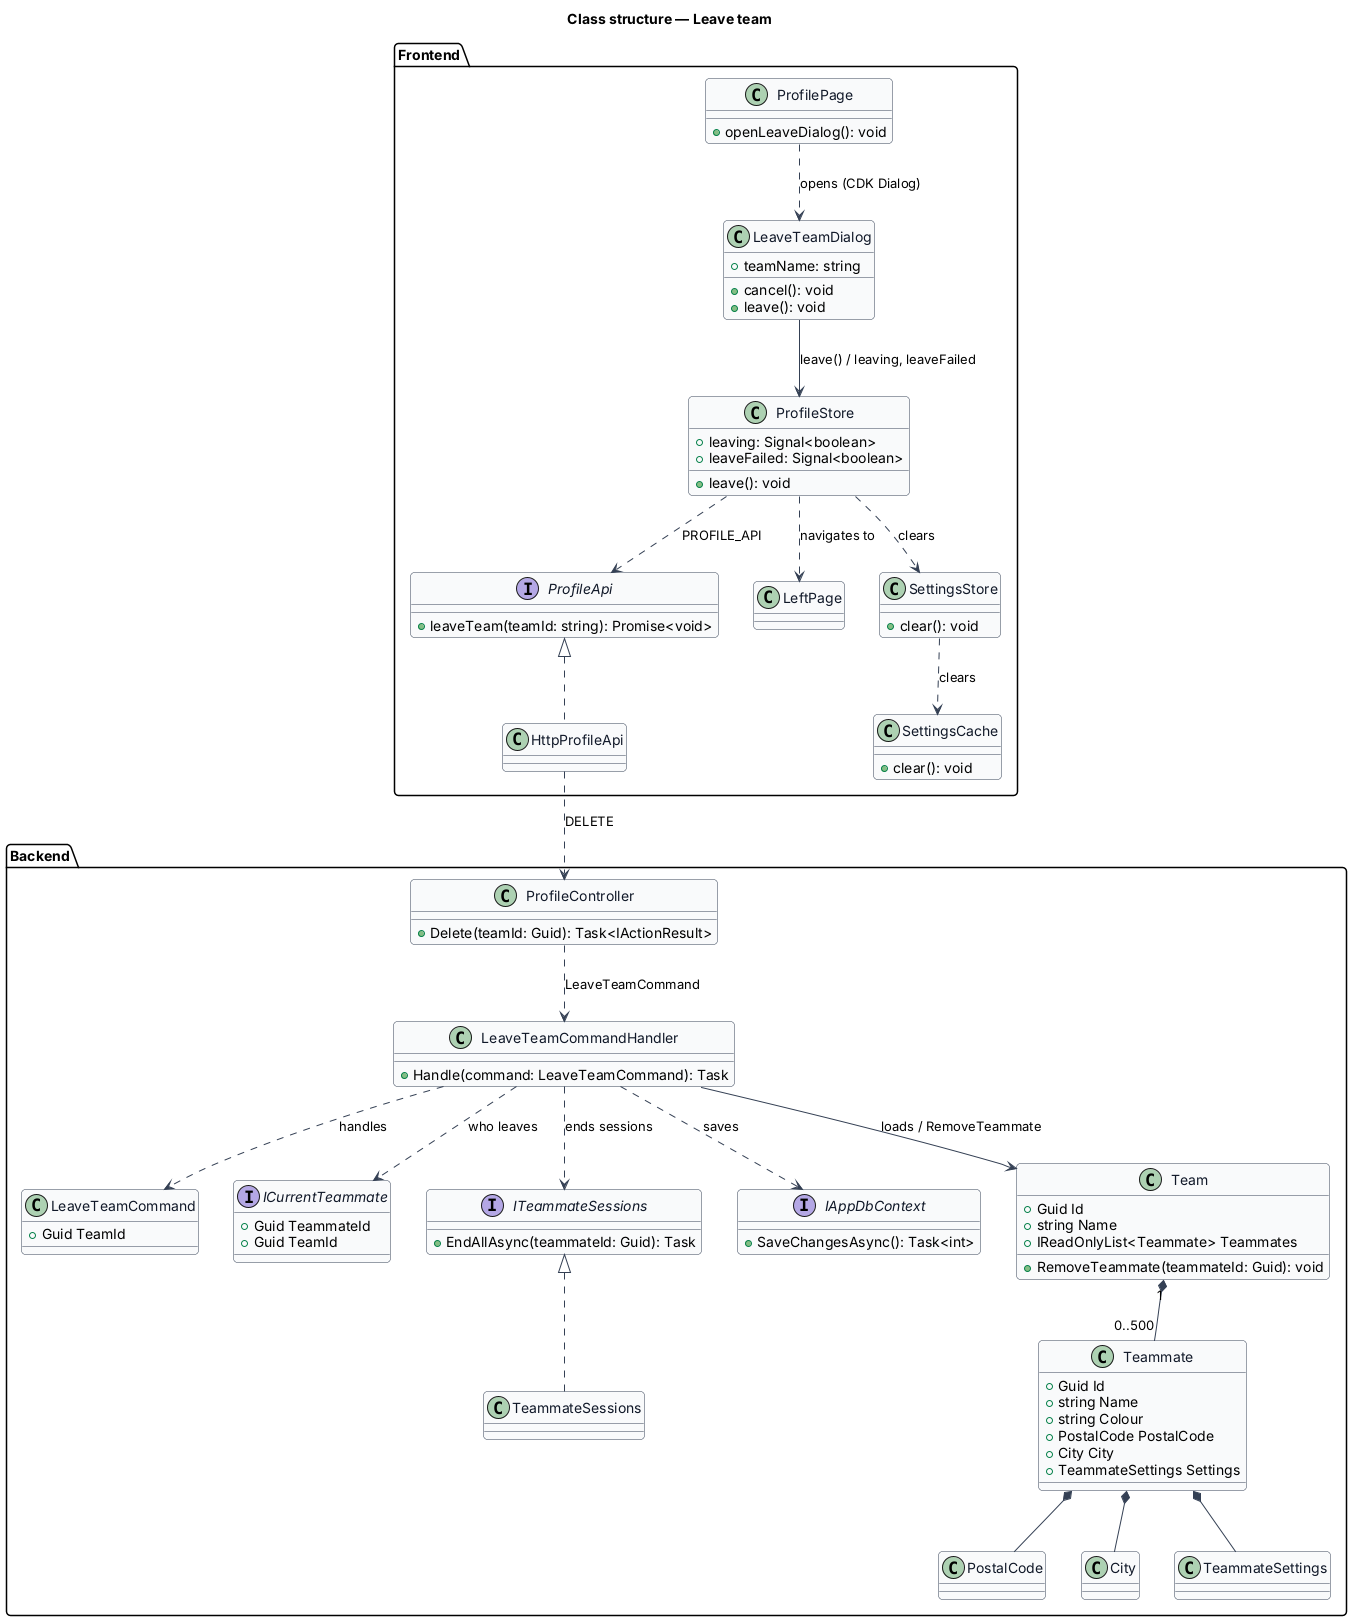 Class structure — Leave team
Frontend
C ProfilePage
openLeaveDialog(): void
opens (CDK Dialog)
C LeaveTeamDialog
teamName: string
cancel(): void
leave(): void
leave() / leaving, leaveFailed
C ProfileStore
leaving: Signal<boolean>
leaveFailed: Signal<boolean>
leave(): void
PROFILE_API
navigates to
clears
I ProfileApi
leaveTeam(teamId: string): Promise<void>
C LeftPage
C SettingsStore
clear(): void
clears
C HttpProfileApi
C SettingsCache
clear(): void
DELETE
Backend
C ProfileController
Delete(teamId: Guid): Task<IActionResult>
LeaveTeamCommand
C LeaveTeamCommandHandler
Handle(command: LeaveTeamCommand): Task
handles
who leaves
ends sessions
saves
loads / RemoveTeammate
C LeaveTeamCommand
Guid TeamId
I ICurrentTeammate
Guid TeammateId
Guid TeamId
I ITeammateSessions
EndAllAsync(teammateId: Guid): Task
I IAppDbContext
SaveChangesAsync(): Task<int>
C Team
Guid Id
string Name
IReadOnlyList<Teammate> Teammates
RemoveTeammate(teammateId: Guid): void
1
0..500
C TeammateSessions
C Teammate
Guid Id
string Name
string Colour
PostalCode PostalCode
City City
TeammateSettings Settings
C PostalCode
C City
C TeammateSettings